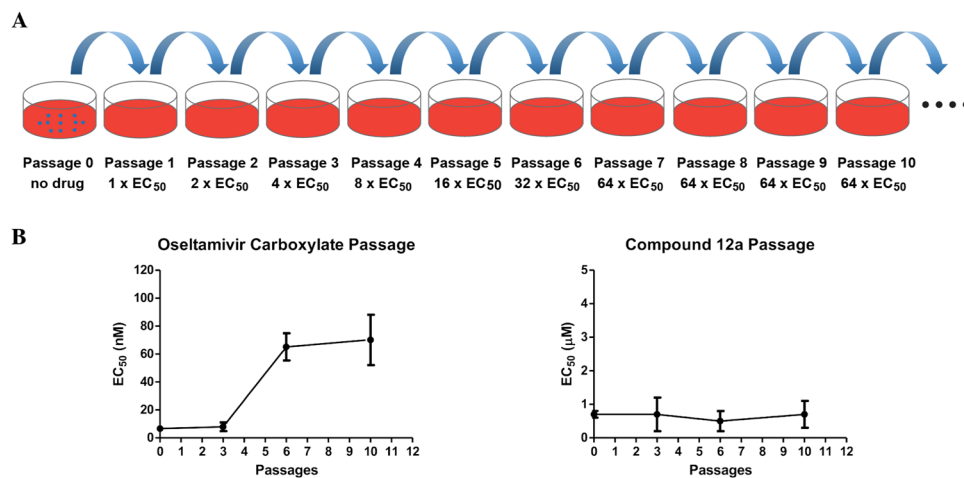 A
Passage 0 Passage 1 Passage 2 Passage 3 Passage 4 Passage 5 Passage 6 Passage 7 Passage 8 Passage 9 Passage 10
no drug 1 x EC50 2 x EC50 4 x EC50 8 x EC50 16 x EC50 32 x EC50 64 x EC50 64 x EC50 64 x EC50 64 x EC50
B
Oseltamivir Carboxylate Passage
120
100
80
60
40
20
0
EC50 (nM)
0 1 2 3 4 5 6 7 8 9 10 11 12
Passages
Compound 12a Passage
5
4
3
2
1
0
EC50 (μM)
0 1 2 3 4 5 6 7 8 9 10 11 12
Passages